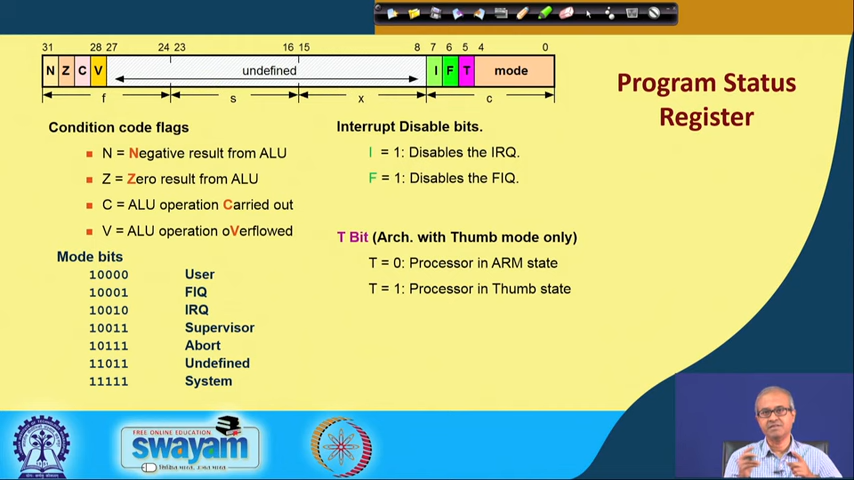 31 28 27 24 23 16 15 8 7 6 5 4 0
N Z C V undefined I F T mode
f s x c
Program Status
Register
Condition code flags
N = Negative result from ALU
Z = Zero result from ALU
C = ALU operation Carried out
V = ALU operation oVerflowed
Mode bits
10000 User
10001 FIQ
10010 IRQ
10011 Supervisor
10111 Abort
11011 Undefined
11111 System
Interrupt Disable bits.
I = 1: Disables the IRQ.
F = 1: Disables the FIQ.
T Bit (Arch. with Thumb mode only)
T = 0: Processor in ARM state
T = 1: Processor in Thumb state
FREE ONLINE EDUCATION
swayam